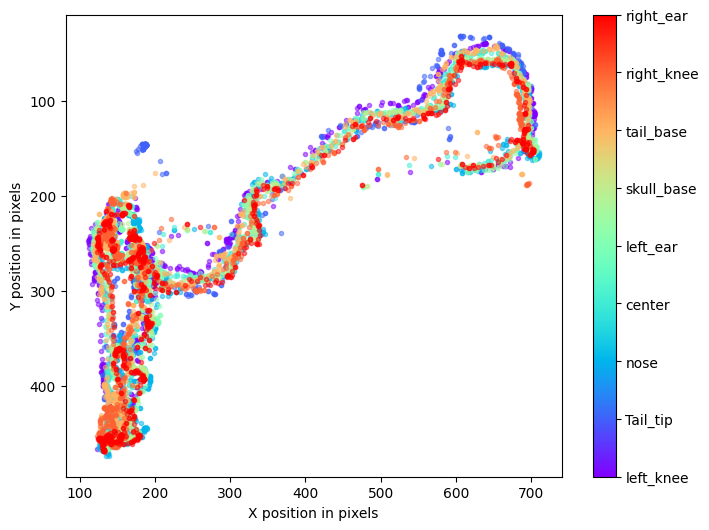 right_ear
right_knee
tail_base
skull_base
left_ear
center
nose
Tail_tip
left_knee
100
200
300
400
Y position in pixels
100 200 300 400 500 600 700
X position in pixels